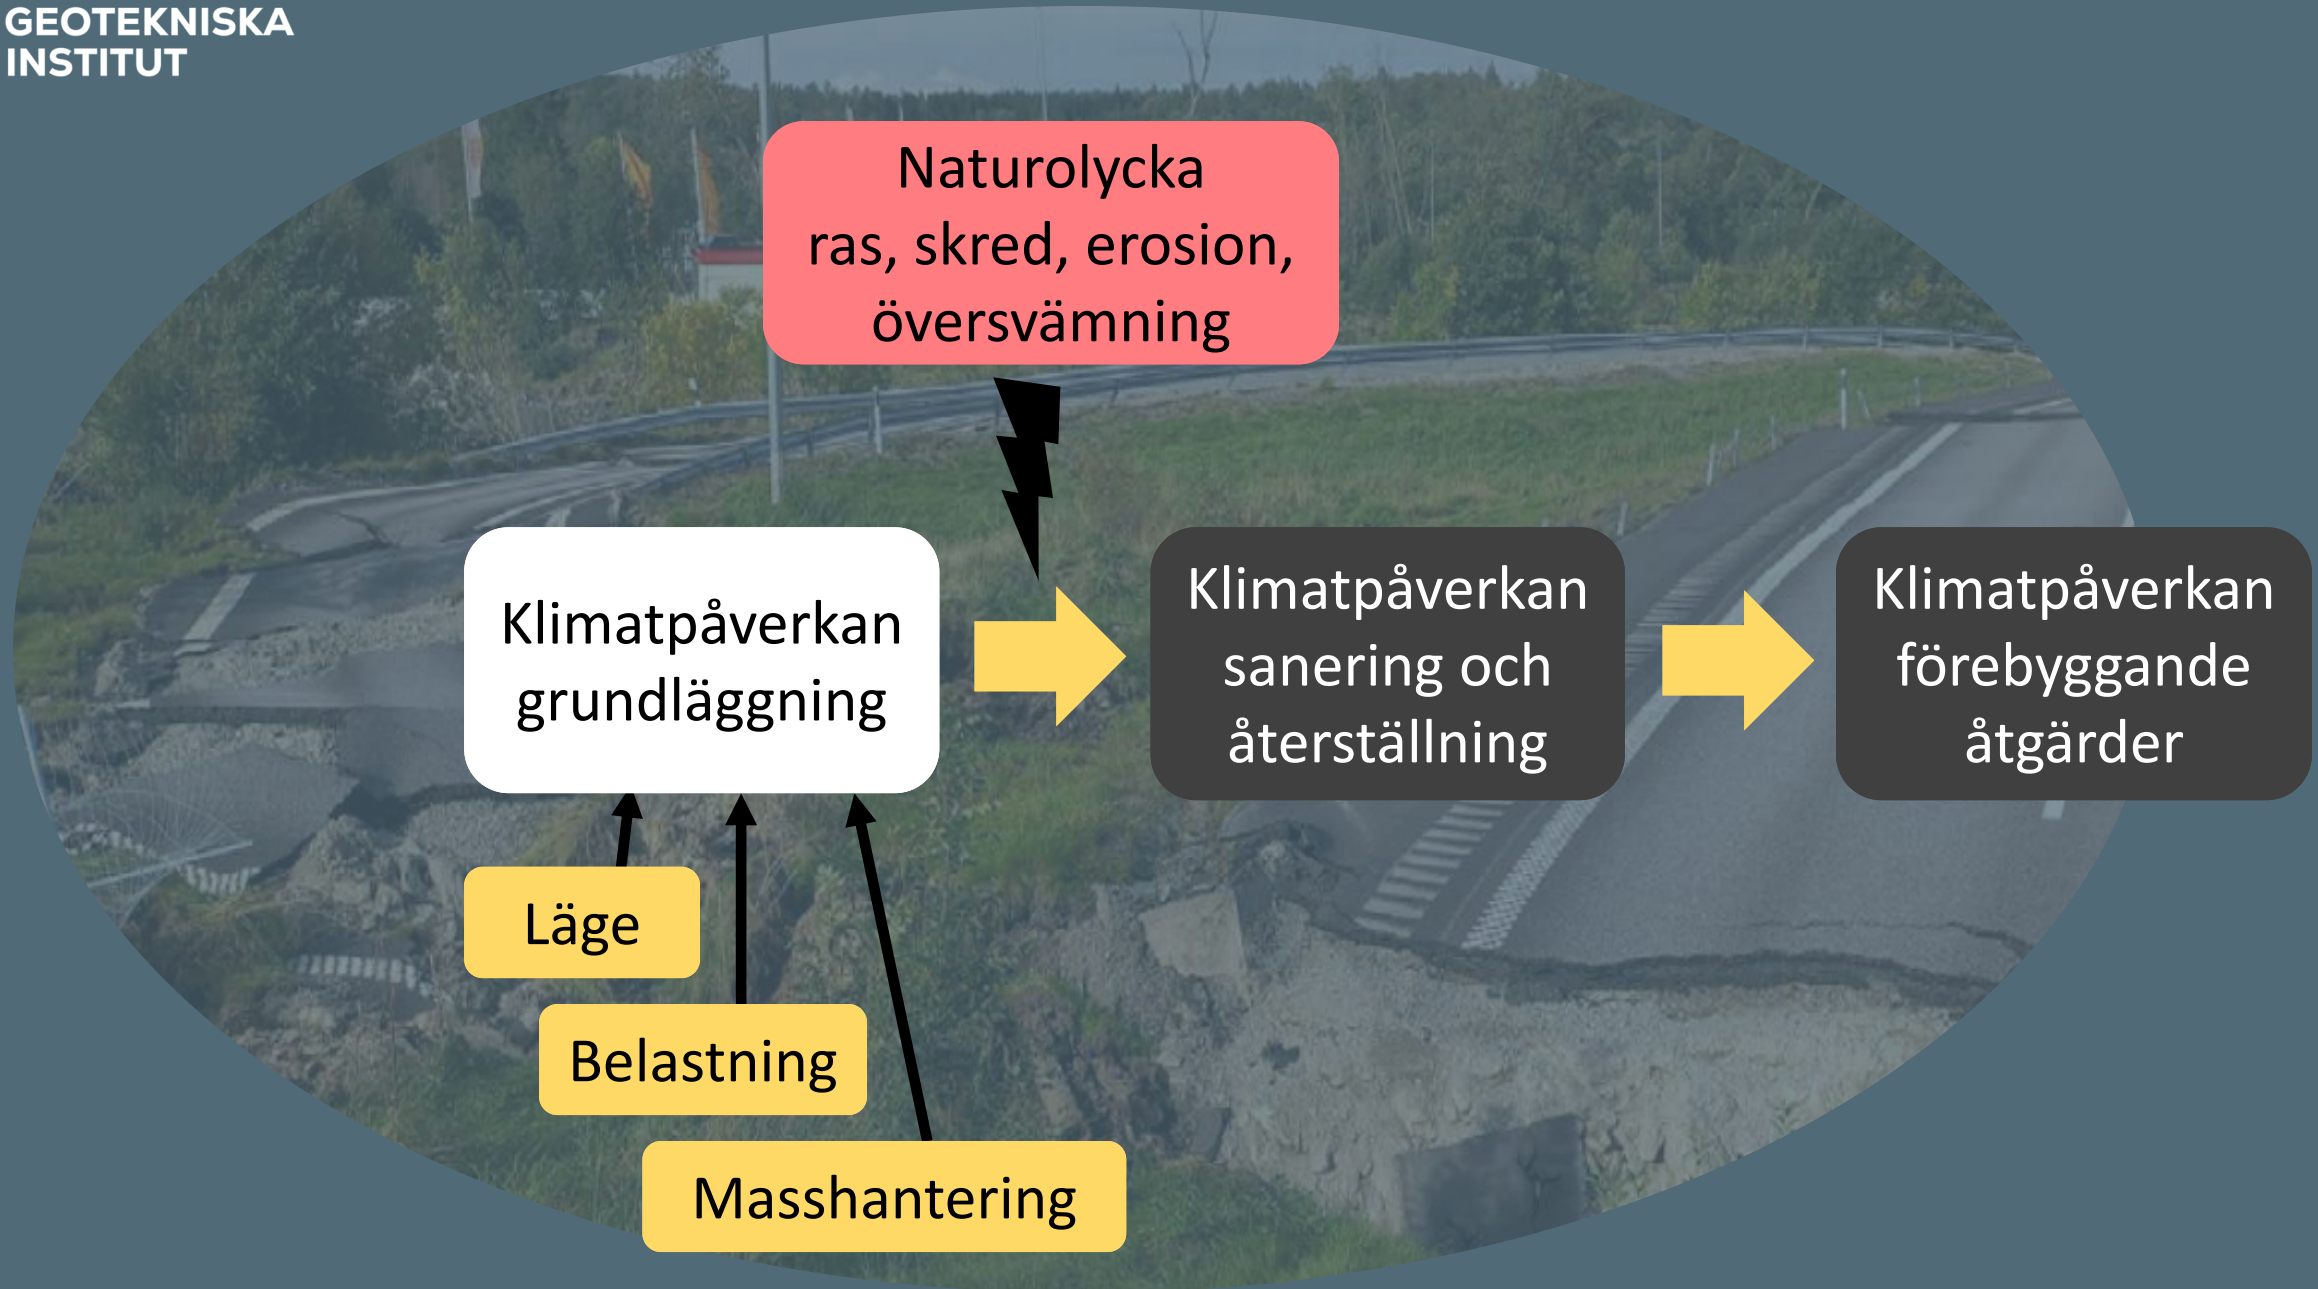 GEOTEKNISKA
INSTITUT
Naturolycka
ras, skred, erosion,
översvämning
Klimatpåverkan
grundläggning
Klimatpåverkan
sanering och
återställning
Klimatpåverkan
förebyggande
åtgärder
Läge
Belastning
Masshantering